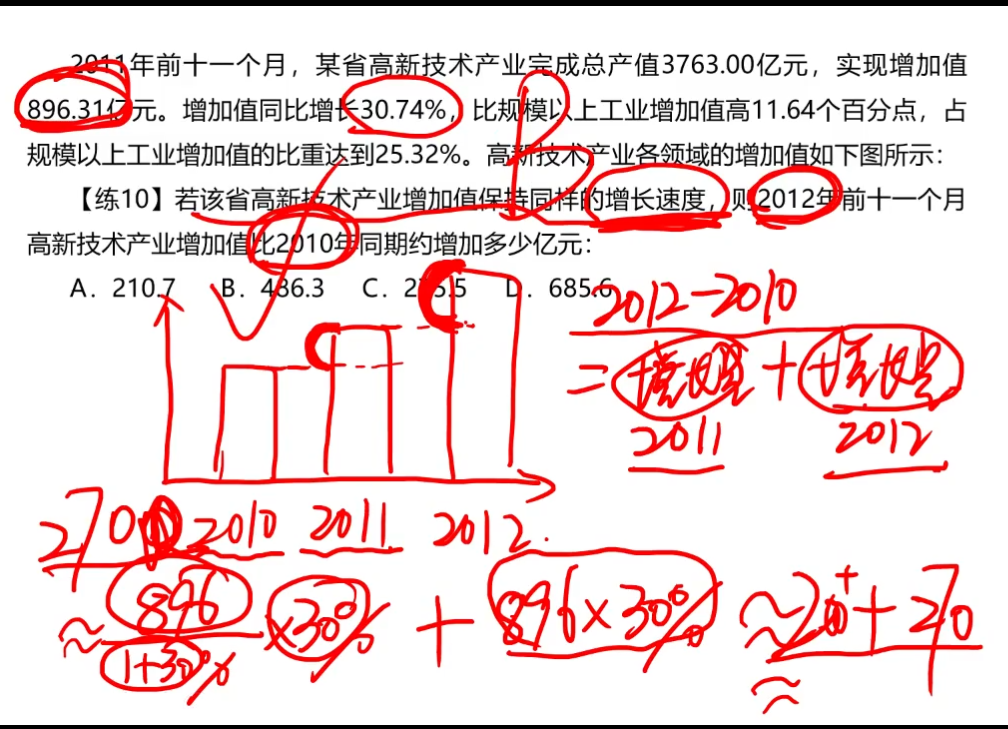 2011年前十一个月，某省高新技术产业完成总产值3763.00亿元，实现增加值
896.31亿元。增加值同比增长30.74%，比规模以上工业增加值高11.64个百分点，占
规模以上工业增加值的比重达到25.32%。高新技术产业各领域的增加值如下图所示：
B
【练10】若该省高新技术产业增加值保持同样的增长速度，则2012年前十一个月
高新技术产业增加值比2010年同期约增加多少亿元：
A．210.7 B．486.3 C．275.5 D．685.6
2012-2010
=增长量+增长量
2011 2012
270 2010 2011 2012
≈896/(1+30%)×30%+896×30%≈20++270
≈